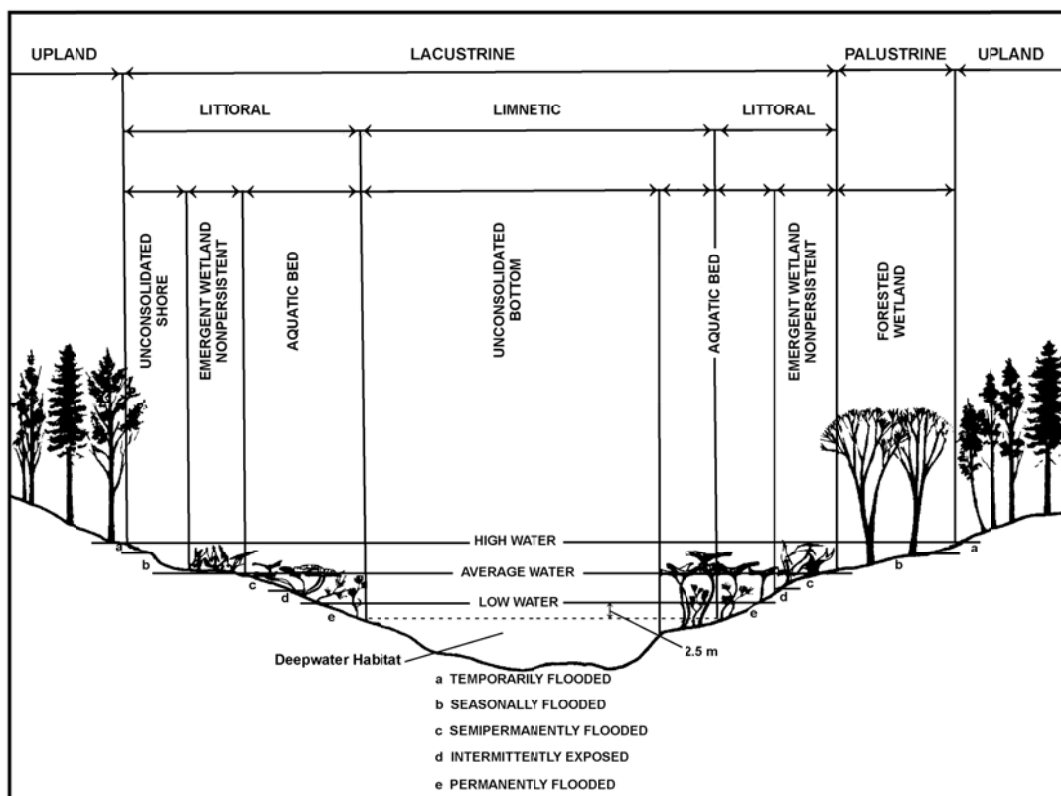 UPLAND
LACUSTRINE
PALUSTRINE
UPLAND
LITTORAL
LIMNETIC
LITTORAL
UNCONSOLIDATED
SHORE
EMERGENT WETLAND
NONPERSISTENT
AQUATIC BED
UNCONSOLIDATED
BOTTOM
AQUATIC BED
EMERGENT WETLAND
NONPERSISTENT
FORESTED
WETLAND
HIGH WATER
a
a
b
b
AVERAGE WATER
c
c
d
d
LOW WATER
e
e
2.5 m
Deepwater Habitat
a TEMPORARILY FLOODED
b SEASONALLY FLOODED
c SEMIPERMANENTLY FLOODED
d INTERMITTENTLY EXPOSED
e PERMANENTLY FLOODED